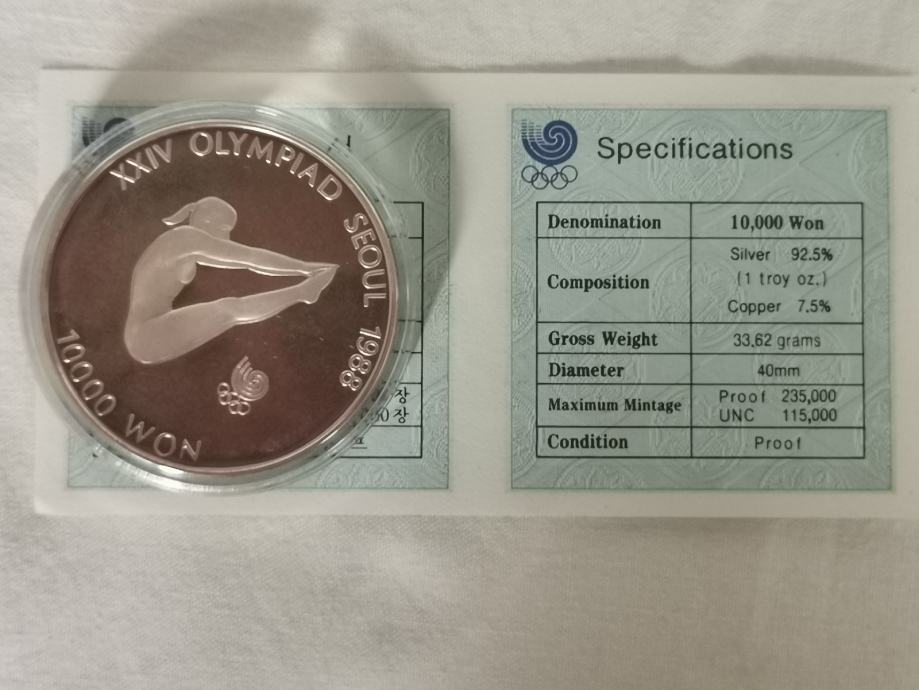 XXIV OLYMPIAD SEOUL 1988
10000 WON
장
장
Specifications
Denomination 10,000 Won
Composition Silver 92.5%
(1 troy oz.)
Copper 7.5%
Gross Weight 33.62 grams
Diameter 40mm
Maximum Mintage Proof 235,000
UNC 115,000
Condition Proof